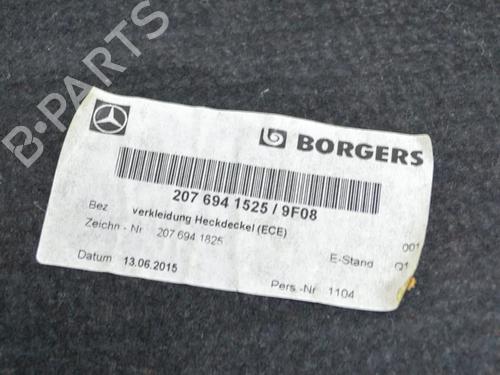 B-PARTS
BORGERS
207 694 1525 / 9F08
Bez verkleidung Heckdeckel (ECE)
001
Zeichn - Nr 207 694 1825
E-Stand Q1
Datum 13.06.2015
Pers.-Nr 1104